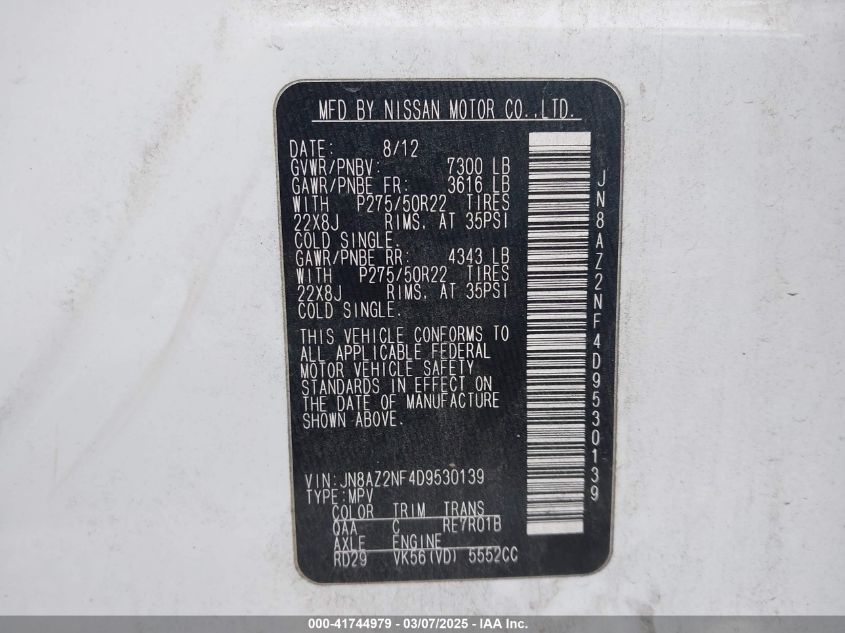 MFD BY NISSAN MOTOR CO.,LTD.
DATE: 8/12
GVWR/PNBV: 7300 LB
GAWR/PNBE FR: 3616 LB
WITH P275/50R22 TIRES
22X8J RIMS. AT 35PSI
COLD SINGLE.
GAWR/PNBE RR: 4343 LB
WITH P275/50R22 TIRES
22X8J RIMS. AT 35PSI
COLD SINGLE.
THIS VEHICLE CONFORMS TO
ALL APPLICABLE FEDERAL
MOTOR VEHICLE SAFETY
STANDARDS IN EFFECT ON
THE DATE OF MANUFACTURE
SHOWN ABOVE.
VIN:JN8AZ2NF4D9530139
TYPE:MPV
COLOR TRIM TRANS
QAA C RE7R01B
AXLE ENGINE
RD29 VK56(VD) 5552CC
JN8AZ2NF4D9530139
000-41744979 - 03/07/2025 - IAA Inc.